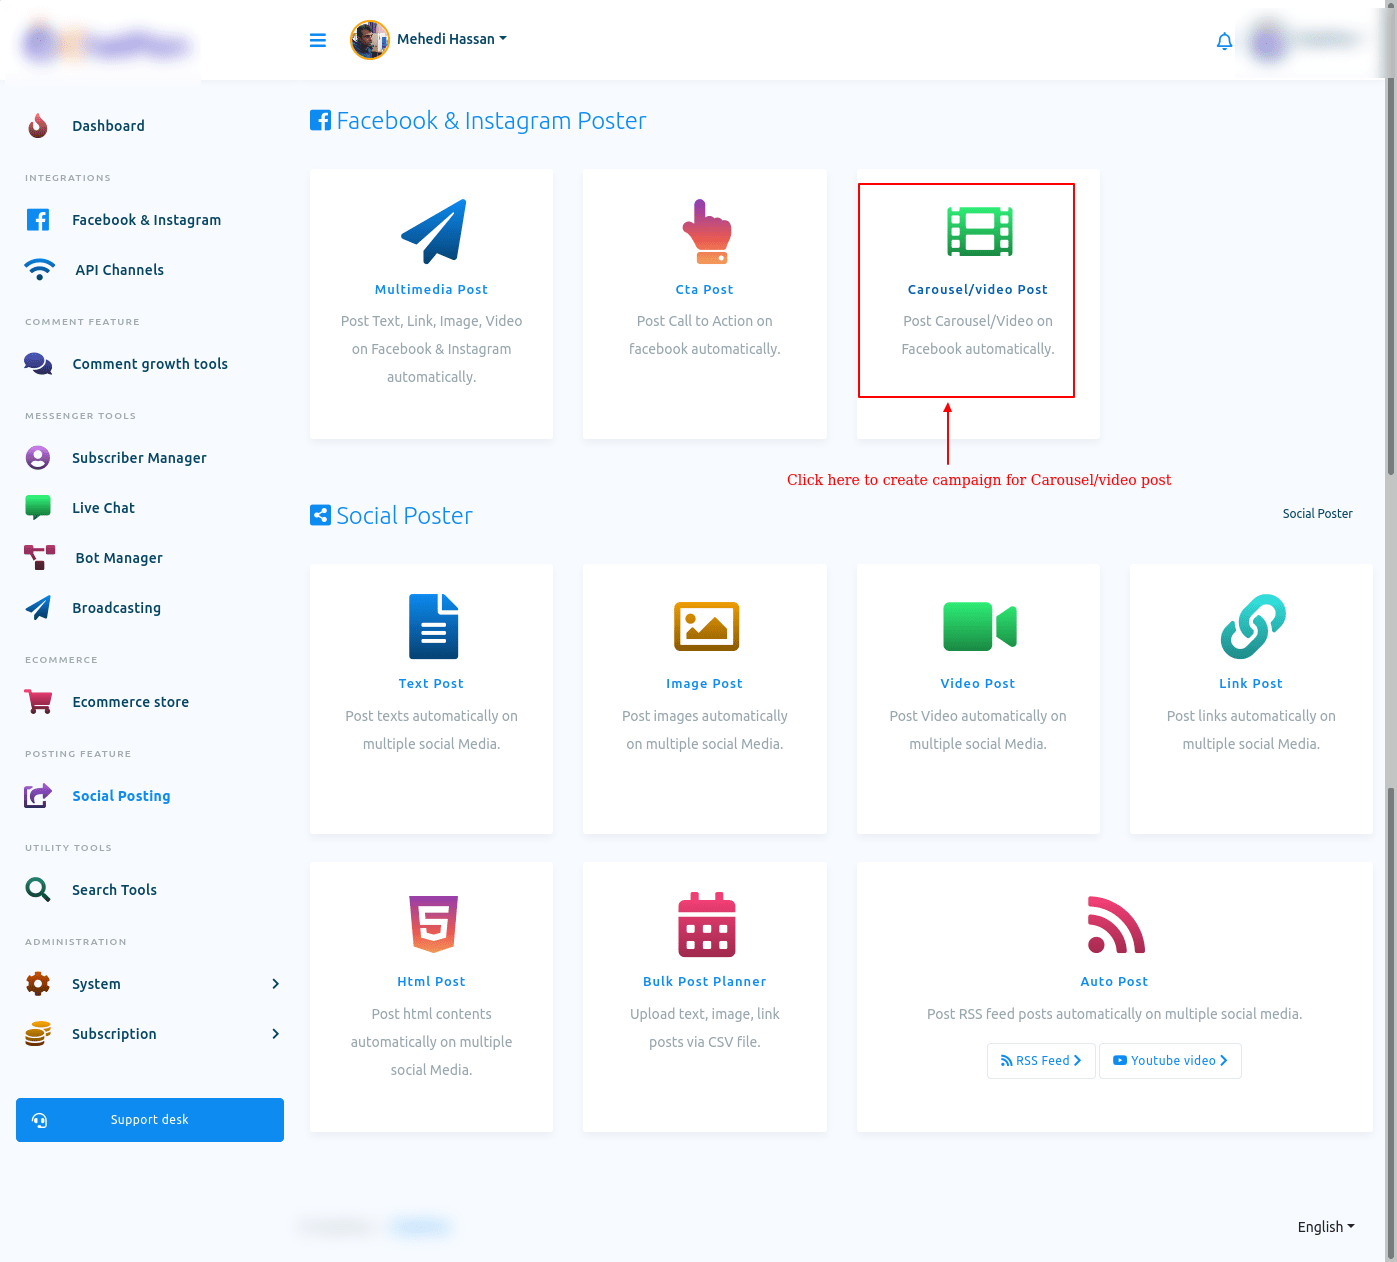 Mehedi Hassan
Dashboard
INTEGRATIONS
Facebook & Instagram
API Channels
COMMENT FEATURE
Comment growth tools
MESSENGER TOOLS
Subscriber Manager
Live Chat
Bot Manager
Broadcasting
ECOMMERCE
Ecommerce store
POSTING FEATURE
Social Posting
UTILITY TOOLS
Search Tools
ADMINISTRATION
System
Subscription
Support desk
Facebook & Instagram Poster
Multimedia Post
Post Text, Link, Image, Video
on Facebook & Instagram
automatically.
Cta Post
Post Call to Action on
facebook automatically.
Carousel/video Post
Post Carousel/Video on
Facebook automatically.
Click here to create campaign for Carousel/video post
Social Poster
Social Poster
Text Post
Post texts automatically on
multiple social Media.
Image Post
Post images automatically
on multiple social Media.
Video Post
Post Video automatically on
multiple social Media.
Link Post
Post links automatically on
multiple social Media.
Html Post
Post html contents
automatically on multiple
social Media.
Bulk Post Planner
Upload text, image, link
posts via CSV file.
Auto Post
Post RSS feed posts automatically on multiple social media.
RSS Feed
Youtube video
English